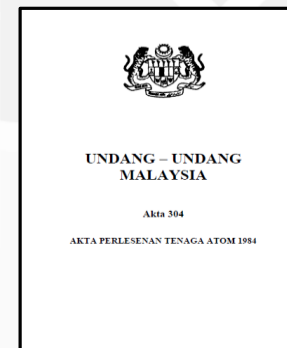 UNDANG – UNDANG
MALAYSIA
Akta 304
AKTA PERLESENAN TENAGA ATOM 1984